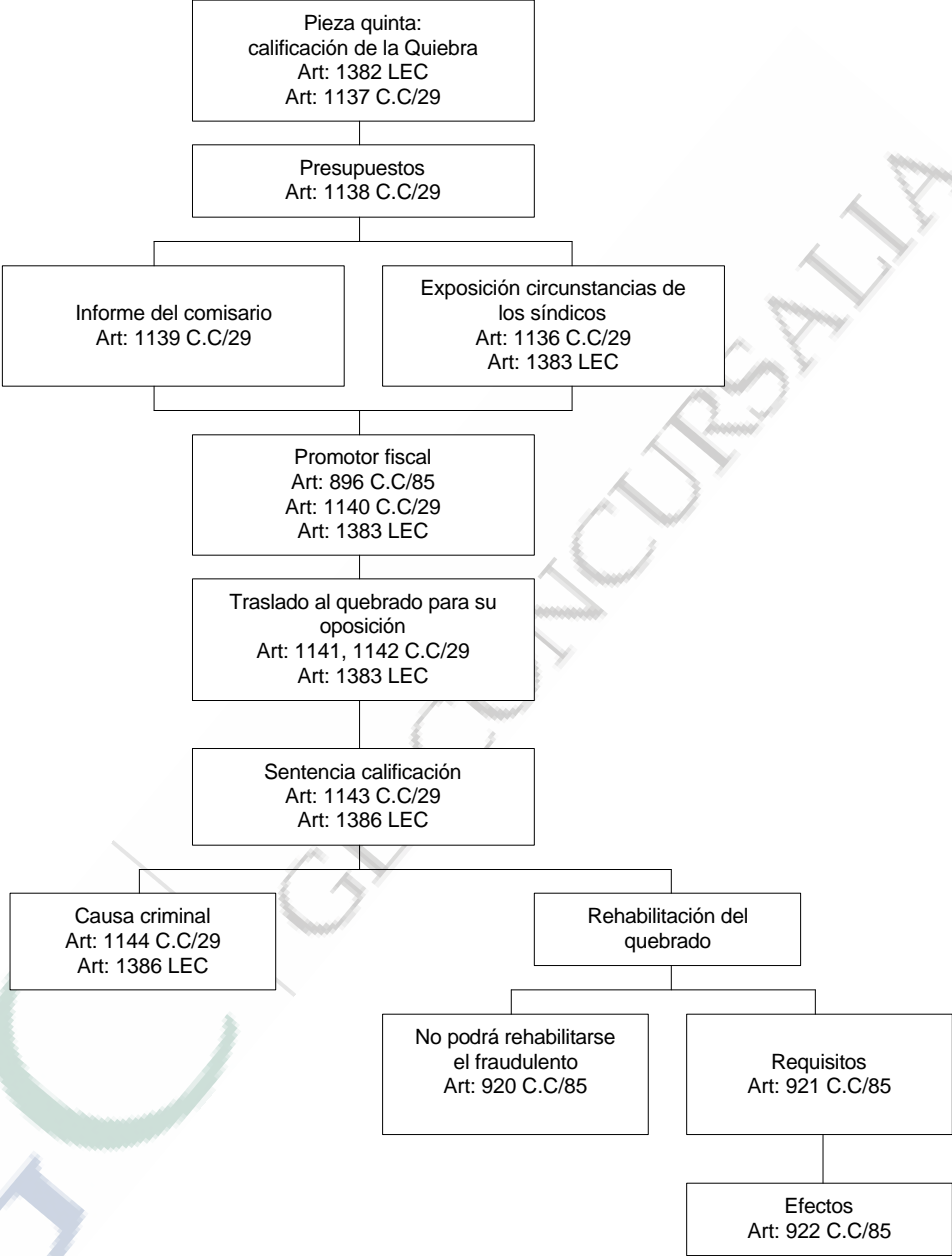 Pieza quinta:
calificación de la Quiebra
Art: 1382 LEC
Art: 1137 C.C/29
Presupuestos
Art: 1138 C.C/29
Informe del comisario
Art: 1139 C.C/29
Exposición circunstancias de
los síndicos
Art: 1136 C.C/29
Art: 1383 LEC
Promotor fiscal
Art: 896 C.C/85
Art: 1140 C.C/29
Art: 1383 LEC
Traslado al quebrado para su
oposición
Art: 1141, 1142 C.C/29
Art: 1383 LEC
Sentencia calificación
Art: 1143 C.C/29
Art: 1386 LEC
Causa criminal
Art: 1144 C.C/29
Art: 1386 LEC
Rehabilitación del
quebrado
No podrá rehabilitarse
el fraudulento
Art: 920 C.C/85
Requisitos
Art: 921 C.C/85
Efectos
Art: 922 C.C/85